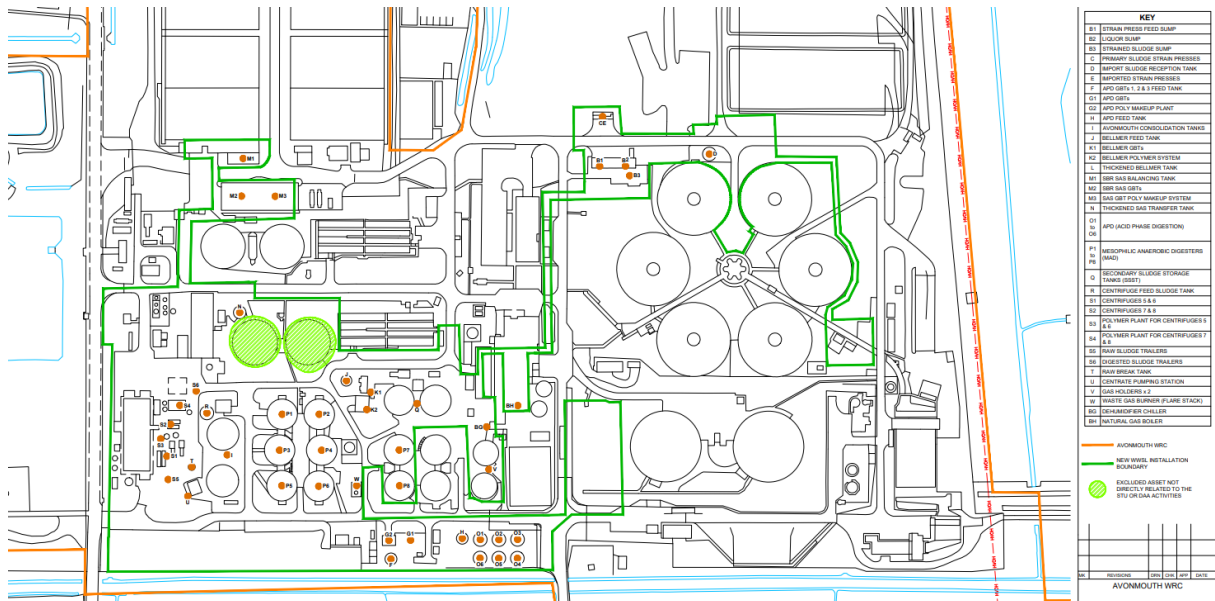 KEY
B1 STRAIN PRESS FEED SUMP
B2 LIQUOR SUMP
B3 STRAINED SLUDGE SUMP
C PRIMARY SLUDGE STRAIN PRESSES
D IMPORT SLUDGE RECEPTION TANK
E IMPORTED STRAIN PRESSES
F APD GBTs 1, 2 & 3 FEED TANK
G1 APD GBTs
G2 APD POLY MAKEUP PLANT
H APD FEED TANK
I AVONMOUTH CONSOLIDATION TANKS
J BELLMER FEED TANK
K1 BELLMER GBTs
K2 BELLMER POLYMER SYSTEM
L THICKENED BELLMER TANK
M1 SBR SAS BALANCING TANK
M2 SBR SAS GBTs
M3 SAS GBT POLY MAKEUP SYSTEM
N THICKENED SAS TRANSFER TANK
O1
to
O6
APD (ACID PHASE DIGESTION)
P1
to
P8
MESOPHILIC ANAEROBIC DIGESTERS
(MAD)
Q
SECONDARY SLUDGE STORAGE
TANKS (SSST)
R CENTRIFUGE FEED SLUDGE TANK
S1 CENTRIFUGES 5 & 6
S2 CENTRIFUGES 7 & 8
S3
POLYMER PLANT FOR CENTRIFUGES 5
& 6
S4
POLYMER PLANT FOR CENTRIFUGES 7
& 8
S5 RAW SLUDGE TRAILERS
S6 DIGESTED SLUDGE TRAILERS
T RAW BREAK TANK
U CENTRATE PUMPING STATION
V GAS HOLDERS x 2
W WASTE GAS BURNER (FLARE STACK)
BG DEHUMIDIFIER CHILLER
BH NATURAL GAS BOILER
AVONMOUTH WRC
NEW WWSL INSTALLATION
BOUNDARY
EXCLUDED ASSET NOT
DIRECTLY RELATED TO THE
STU OR DAA ACTIVITIES
MK REVISIONS DRN CHK APP DATE
AVONMOUTH WRC
CE
M1
B1 B2
D
B3
M2 M3
N
J
S6
K1
S4
R
P1 P2
K2
Q
BH
S2
BG
S3
S1
I
P3 P4
P7
T
V
S5
P5 P6
W
P8
U
G2 G1
H
O1 O2 O3
F
O6 O5 O4